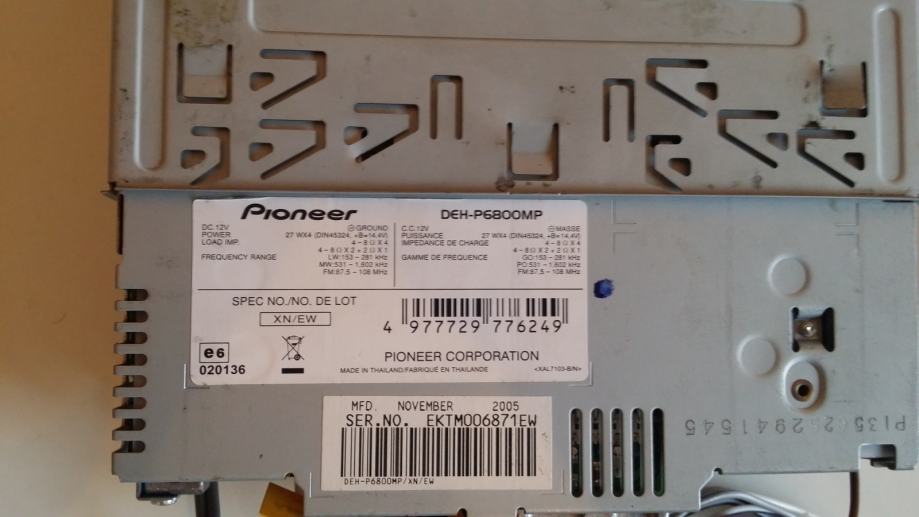 Pioneer
DEH-P6800MP
DC.12V ⊖GROUND
POWER 27 WX4 (DIN45324, +B=14.4V)
LOAD IMP. 4-8 Ω X 4
4-8 Ω X 2 + 2 Ω X 1
FREQUENCY RANGE LW:153-281 kHz
MW:531-1,602 kHz
FM:87.5-108 MHz
C.C.12V ⊖MASSE
PUISSANCE 27 WX4 (DIN45324, +B=14.4V)
IMPEDANCE DE CHARGE 4-8 Ω X 4
4-8 Ω X 2 + 2 Ω X 1
GAMME DE FREQUENCE GO:153-281 kHz
PO:531-1,602 kHz
FM:87.5-108 MHz
SPEC NO./NO. DE LOT
XN/EW
4 977729 776249
e6
020136
PIONEER CORPORATION
MADE IN THAILAND/FABRIQUÉ EN THAILANDE <XAL7103-B/N>
MFD. NOVEMBER 2005
SER.NO. EKTM006871EW
DEH-P6800MP/XN/EW